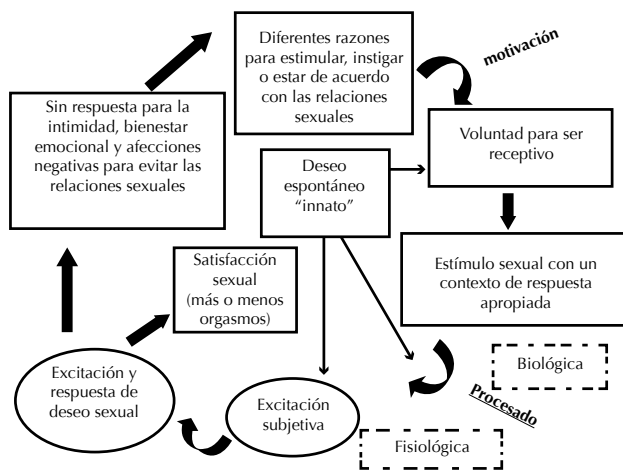 Diferentes razones
para estimular, instigar
o estar de acuerdo
con las relaciones
sexuales
motivación
Sin respuesta para la
intimidad, bienestar
emocional y afecciones
negativas para evitar las
relaciones sexuales
Voluntad para ser
receptivo
Deseo
espontáneo
“innato”
Satisfacción
sexual
(más o menos
orgasmos)
Estímulo sexual con un
contexto de respuesta
apropiada
Biológica
Procesado
Excitación y
respuesta de
deseo sexual
Excitación
subjetiva
Fisiológica